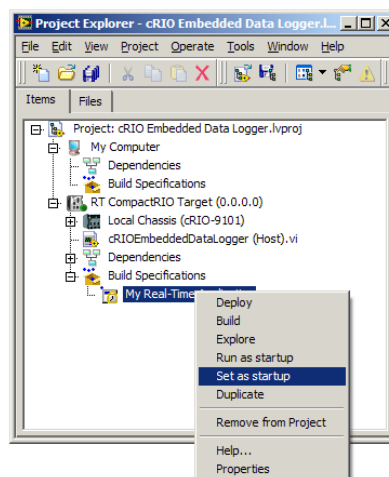 Project Explorer - cRIO Embedded Data Logger.l...
File Edit View Project Operate Tools Window Help
Items Files
Project: cRIO Embedded Data Logger.lvproj
My Computer
Dependencies
Build Specifications
RT CompactRIO Target (0.0.0.0)
Local Chassis (cRIO-9101)
cRIOEmbeddedDataLogger (Host).vi
Dependencies
Build Specifications
My Real-Time
Deploy
Build
Explore
Run as startup
Set as startup
Duplicate
Remove from Project
Help...
Properties